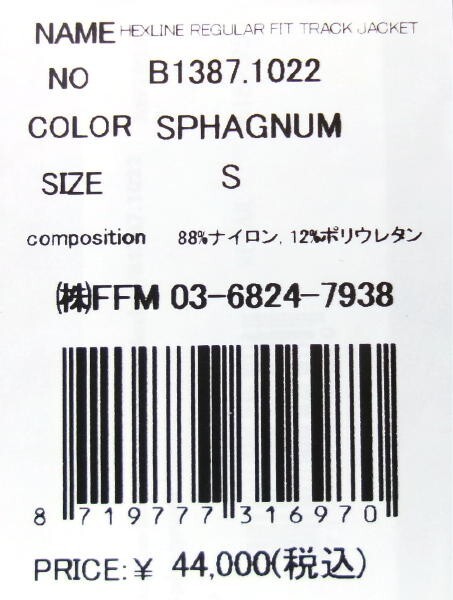 NAME HEXLINE REGULAR FIT TRACK JACKET
NO B1387.1022
COLOR SPHAGNUM
SIZE S
composition 88%ナイロン, 12%ポリウレタン
㈱FFM 03-6824-7938
8 719777 316970
PRICE:¥ 44,000(税込)